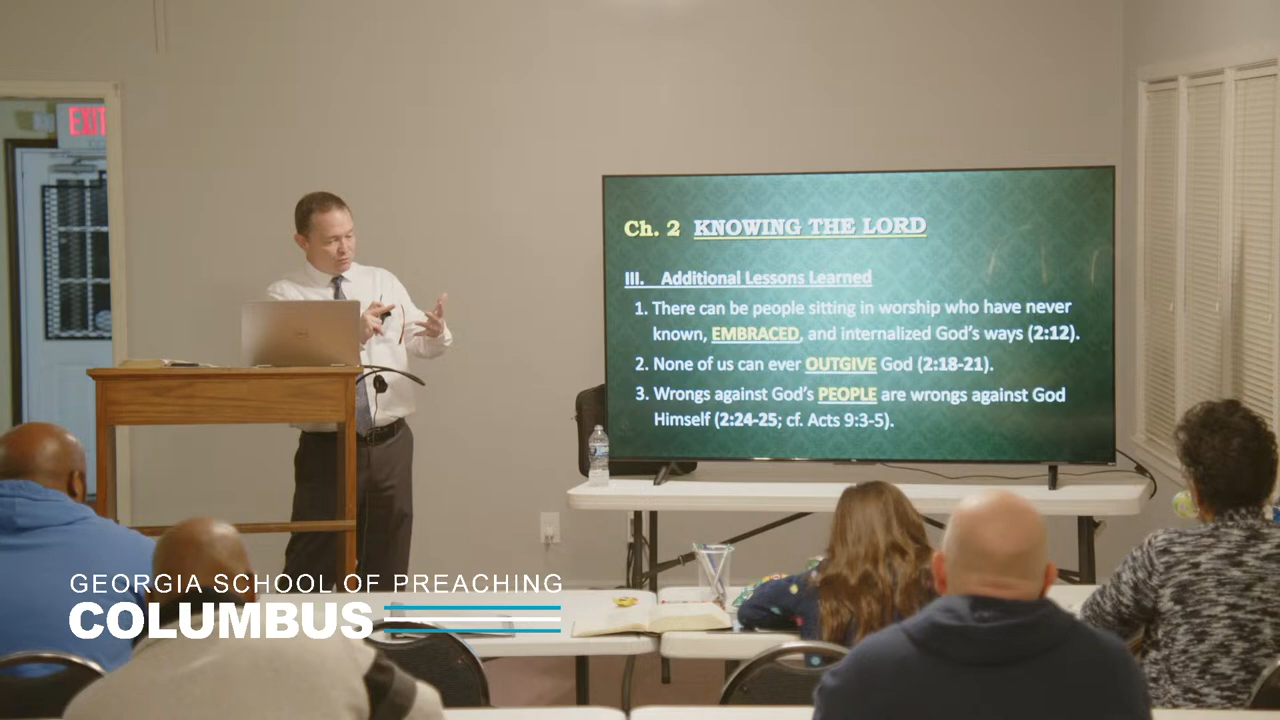 EXIT
Ch. 2 KNOWING THE LORD
III. Additional Lessons Learned
1. There can be people sitting in worship who have never
known, EMBRACED, and internalized God's ways (2:12).
2. None of us can ever OUTGIVE God (2:18-21).
3. Wrongs against God's PEOPLE are wrongs against God
Himself (2:24-25; cf. Acts 9:3-5).
GEORGIA SCHOOL OF PREACHING
COLUMBUS